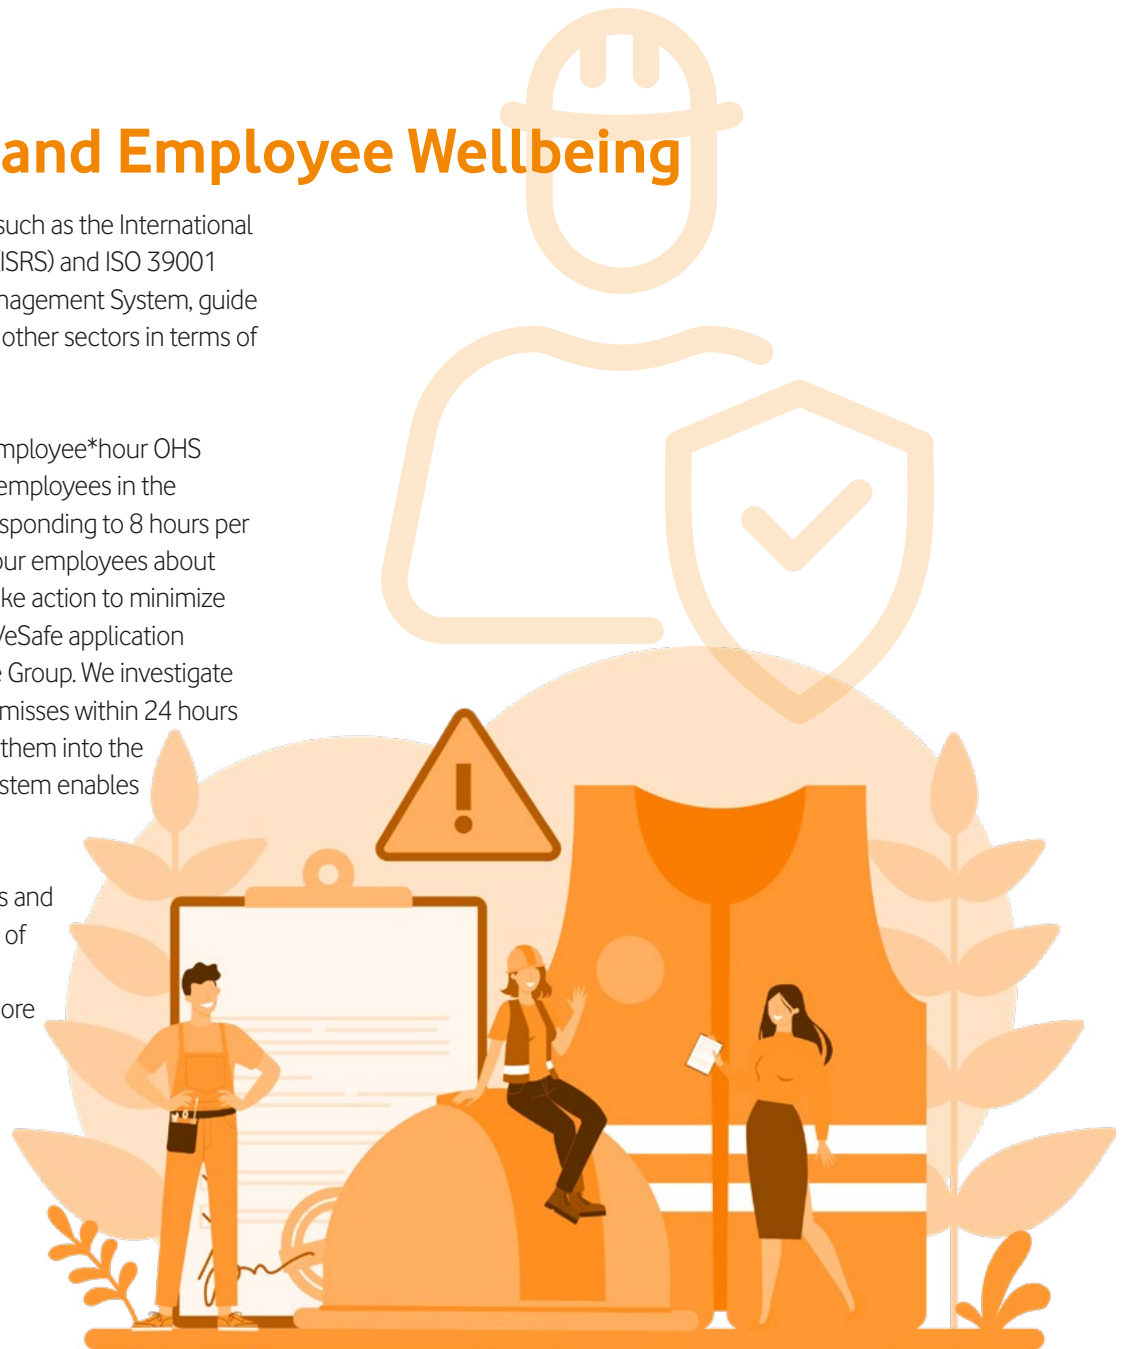 and Employee Wellbeing
such as the International
ISRS) and ISO 39001
nagement System, guide
other sectors in terms of
mployee*hour OHS
employees in the
sponding to 8 hours per
our employees about
ke action to minimize
eSafe application
Group. We investigate
misses within 24 hours
them into the
stem enables
s and
of
ore